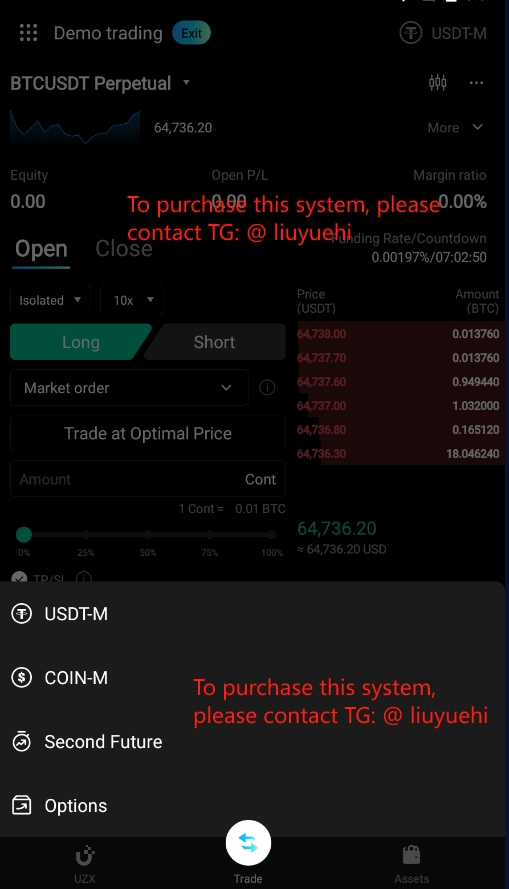 Demo trading Exit USDT-M
BTCUSDT Perpetual
64,736.20 More
Equity Open P/L Margin ratio
0.00 0.00 0.00%
To purchase this system, please
contact TG: @ liuyuehi
Open Close Funding Rate/Countdown
0.00197%/07:02:50
Isolated 10x
Price (USDT) Amount (BTC)
Long Short
64,738.00 0.013760
64,737.70 0.013760
64,737.60 0.949440
64,737.00 1.032000
64,736.80 0.165120
64,736.30 18.046240
Market order
Trade at Optimal Price
Amount Cont
1 Cont = 0.01 BTC
0% 25% 50% 75% 100%
64,736.20
≈ 64,736.20 USD
TP/SL
USDT-M
COIN-M
To purchase this system,
please contact TG: @ liuyuehi
Second Future
Options
UZX Trade Assets